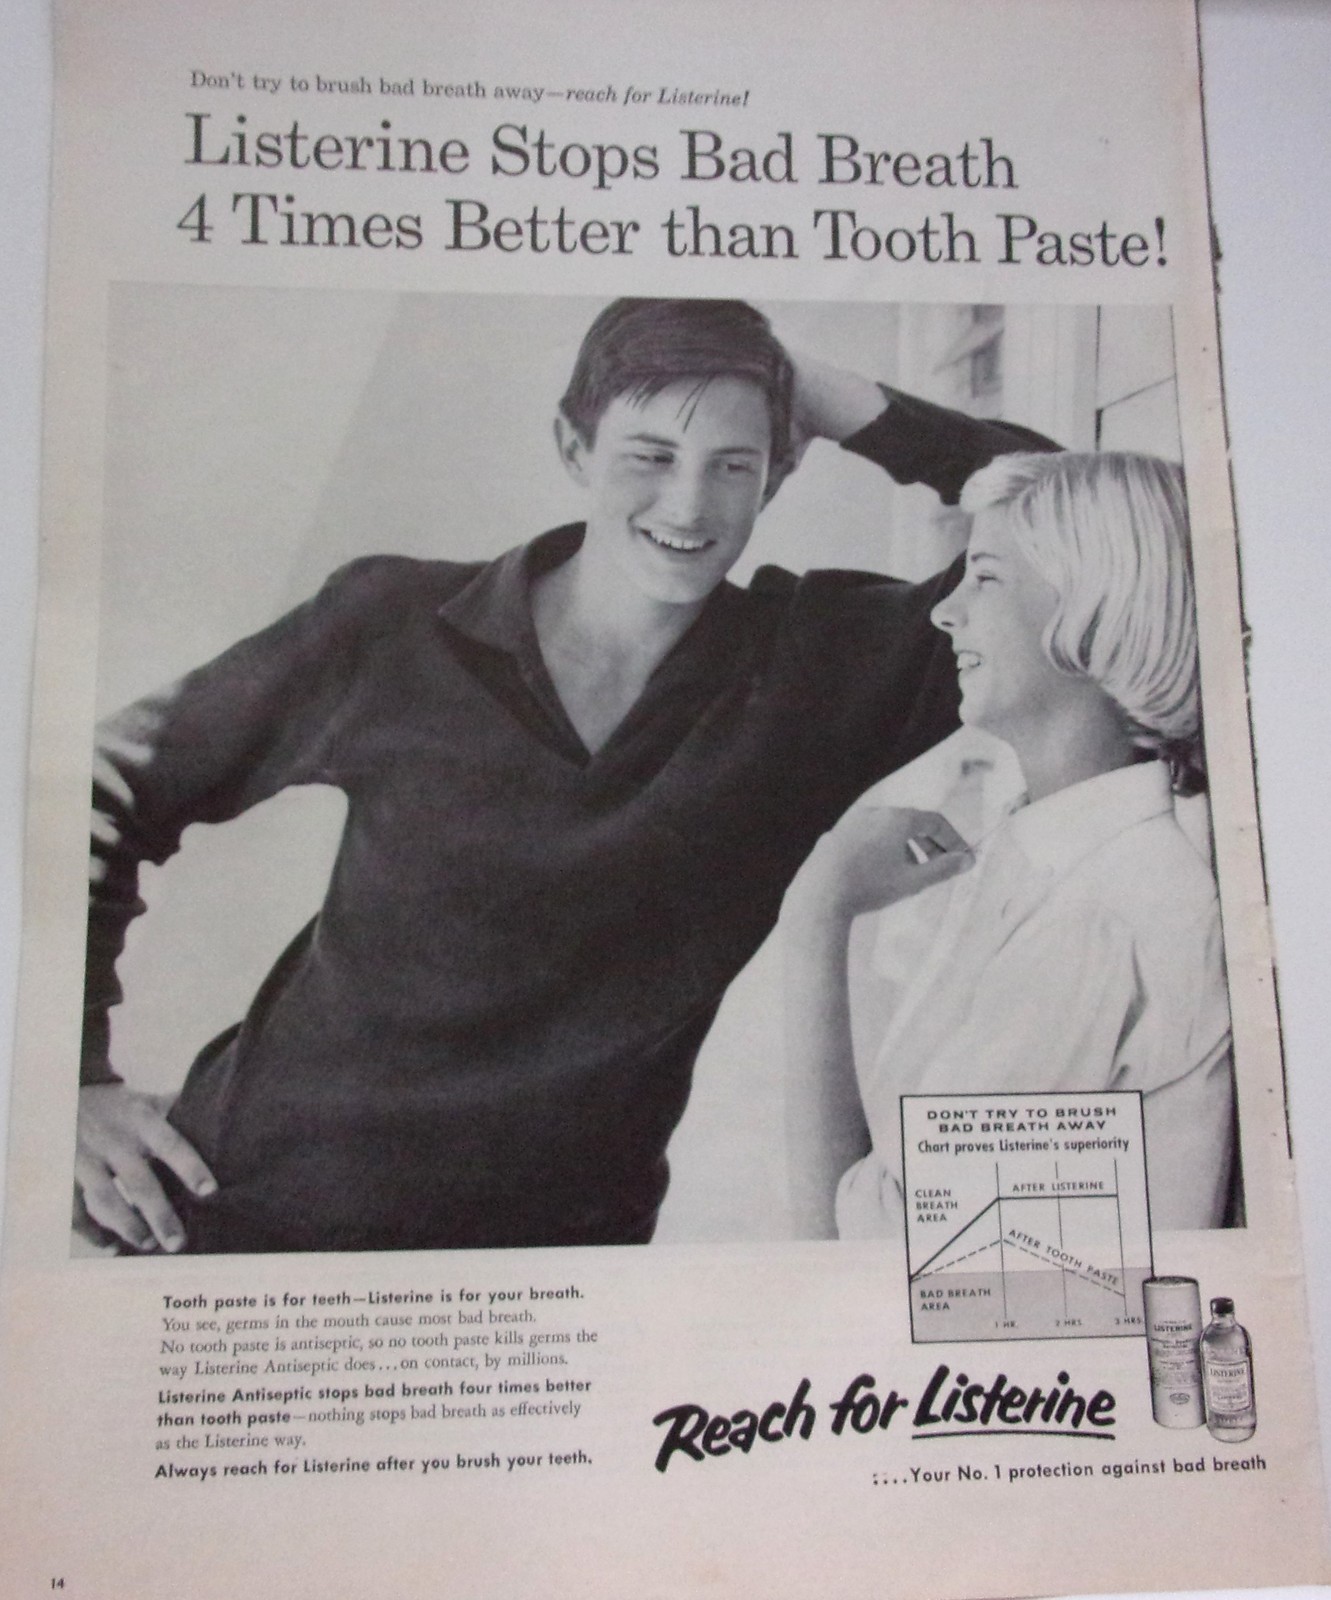 Don't try to brush bad breath away—reach for Listerine!
Listerine Stops Bad Breath
4 Times Better than Tooth Paste!
DON'T TRY TO BRUSH
BAD BREATH AWAY
Chart proves Listerine's superiority
CLEAN
BREATH
AREA
AFTER LISTERINE
AFTER TOOTH PASTE
BAD BREATH
AREA
1 HR.
2 HRS.
3 HRS.
LISTERINE
LISTERINE
Tooth paste is for teeth—Listerine is for your breath.
You see, germs in the mouth cause most bad breath.
No tooth paste is antiseptic, so no tooth paste kills germs the
way Listerine Antiseptic does...on contact, by millions.
Listerine Antiseptic stops bad breath four times better
than tooth paste—nothing stops bad breath as effectively
as the Listerine way.
Always reach for Listerine after you brush your teeth.
Reach for Listerine
....Your No. 1 protection against bad breath
14